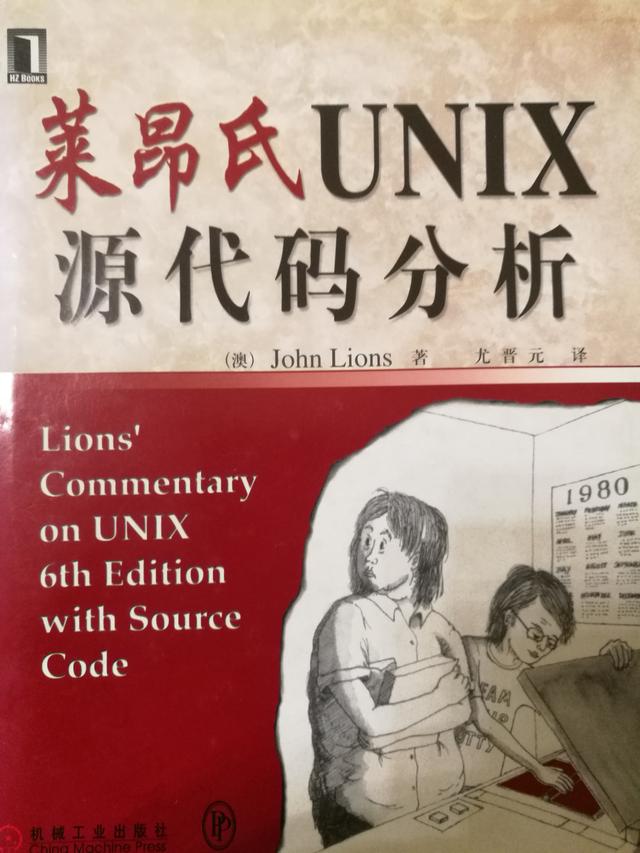 HZ BOOKS
莱昂氏UNIX
源代码分析
(澳) John Lions 著 尤晋元 译
Lions'
Commentary
on UNIX
6th Edition
with Source
Code
1980
机械工业出版社
China Machine Press